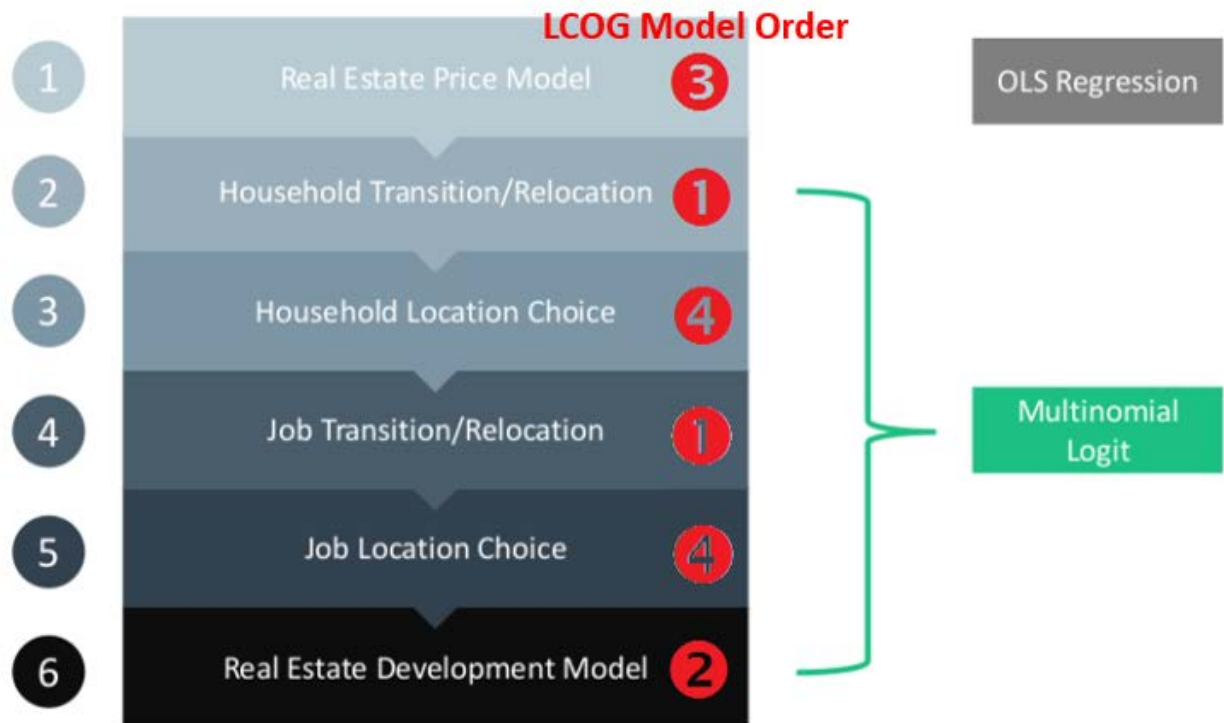 LCOG Model Order
1 Real Estate Price Model 3 OLS Regression
2 Household Transition/Relocation 1
3 Household Location Choice 4
4 Job Transition/Relocation 1
Multinomial
Logit
5 Job Location Choice 4
6 Real Estate Development Model 2